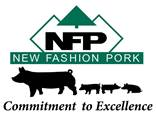 NFP
NEW FASHION PORK
Commitment to Excellence